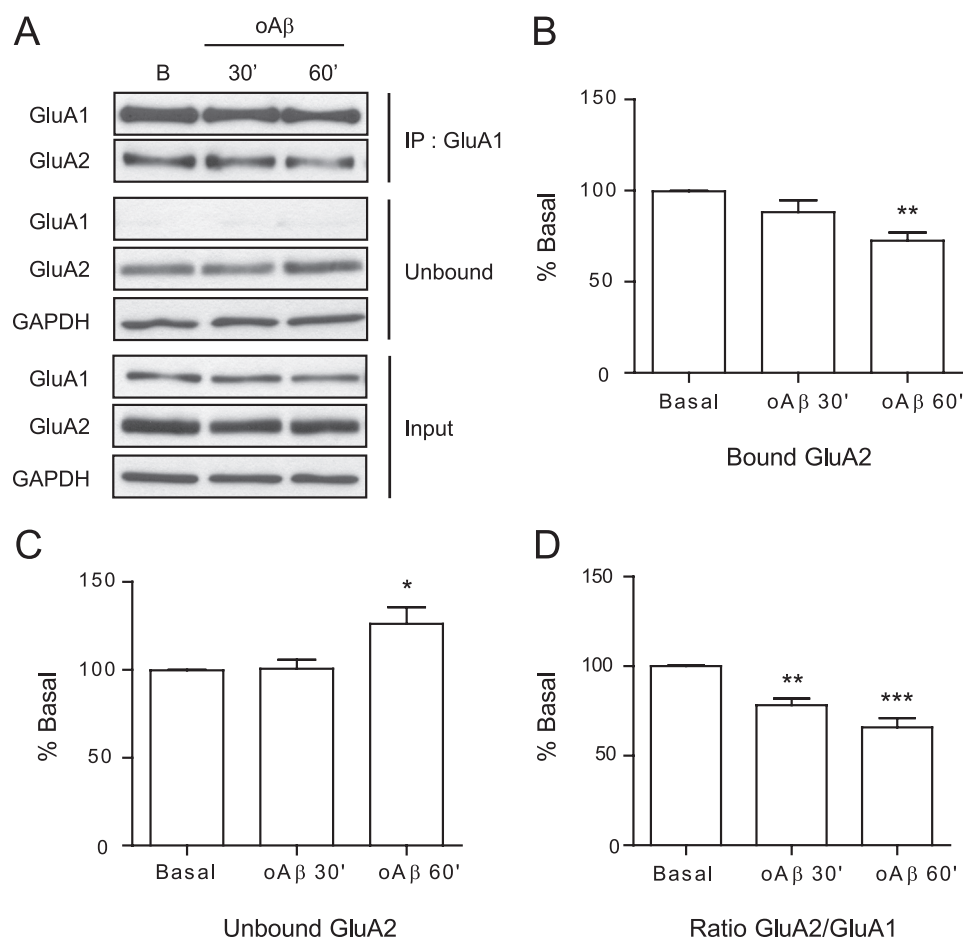 A
oAβ
B 30' 60'
GluA1
GluA2
IP : GluA1
GluA1
GluA2
GAPDH
Unbound
GluA1
GluA2
GAPDH
Input
B
% Basal
150
100
50
0
**
Basal oAβ 30' oAβ 60'
Bound GluA2
C
% Basal
150
100
50
0
*
Basal oAβ 30' oAβ 60'
Unbound GluA2
D
% Basal
150
100
50
0
**
***
Basal oAβ 30' oAβ 60'
Ratio GluA2/GluA1